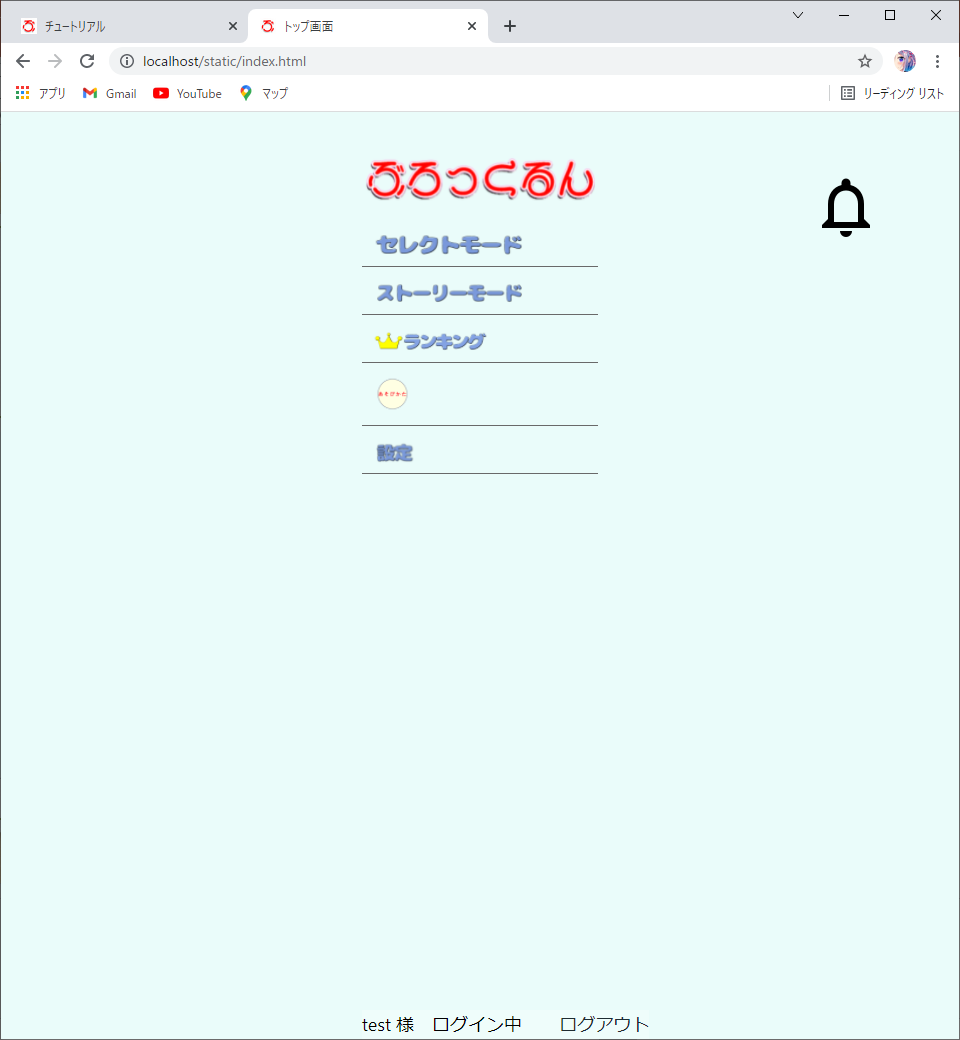 チュートリアル
トップ画面
localhost/static/index.html
アプリ Gmail YouTube マップ リーディング リスト
ぶろっくるん
セレクトモード
ストーリーモード
ランキング
あそびかた
設定
test 様 ログイン中 ログアウト